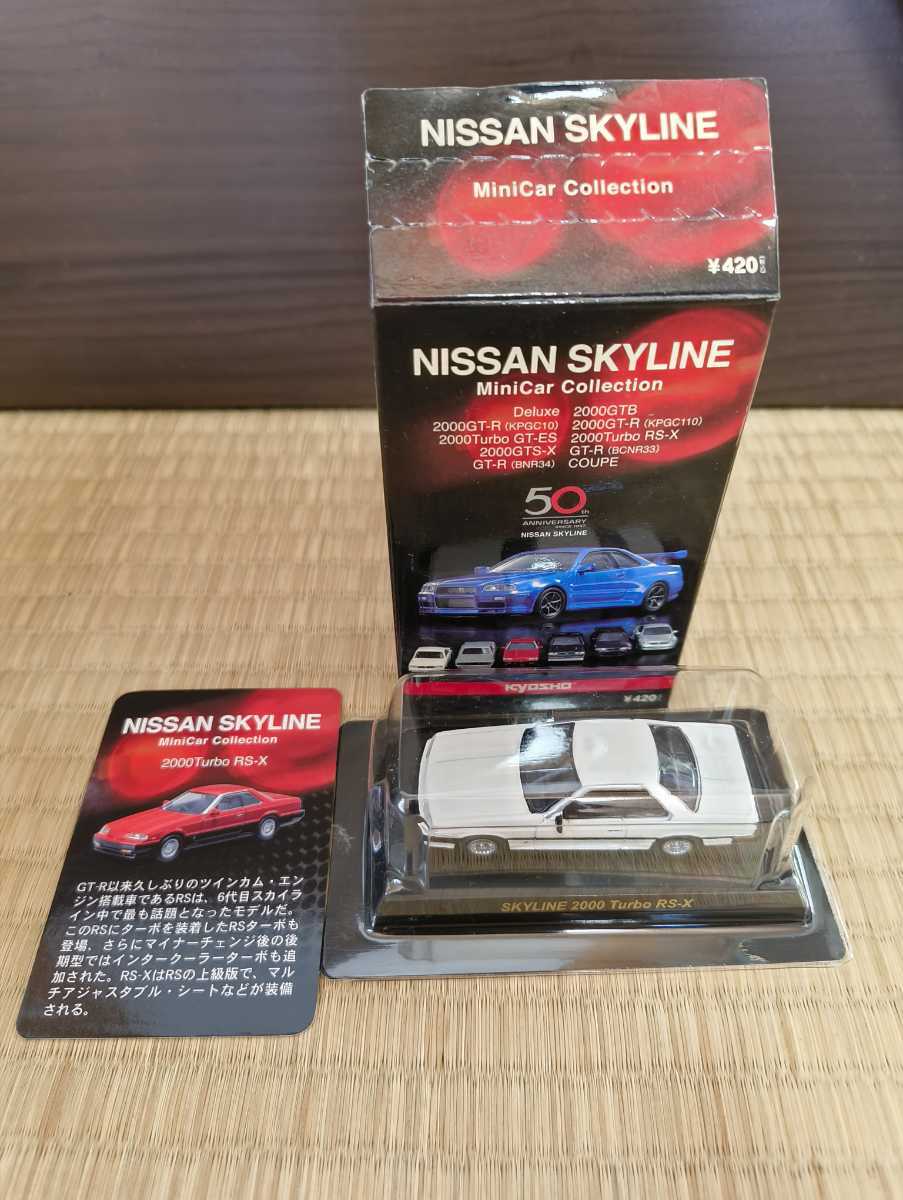 NISSAN SKYLINE
MiniCar Collection
¥420
NISSAN SKYLINE
MiniCar Collection
Deluxe 2000GTB
2000GT-R (KPGC10) 2000GT-R (KPGC110)
2000Turbo GT-ES 2000Turbo RS-X
2000GTS-X GT-R (BCNR33)
GT-R (BNR34) COUPE
50th
ANNIVERSARY
SINCE 1957
NISSAN SKYLINE
KYOSHO
¥420
SKYLINE 2000 Turbo RS-X
NISSAN SKYLINE
MiniCar Collection
2000Turbo RS-X
GT-R以来久しぶりのツインカム・エン
ジン搭載車であるRSは、6代目スカイラ
イン中で最も話題となったモデルだ。
このRSにターボを装着したRSターボも
登場、さらにマイナーチェンジ後の後
期型ではインタークーラーターボも追
加された。RS-XはRSの上級版で、マル
チアジャスタブル・シートなどが装備
される。